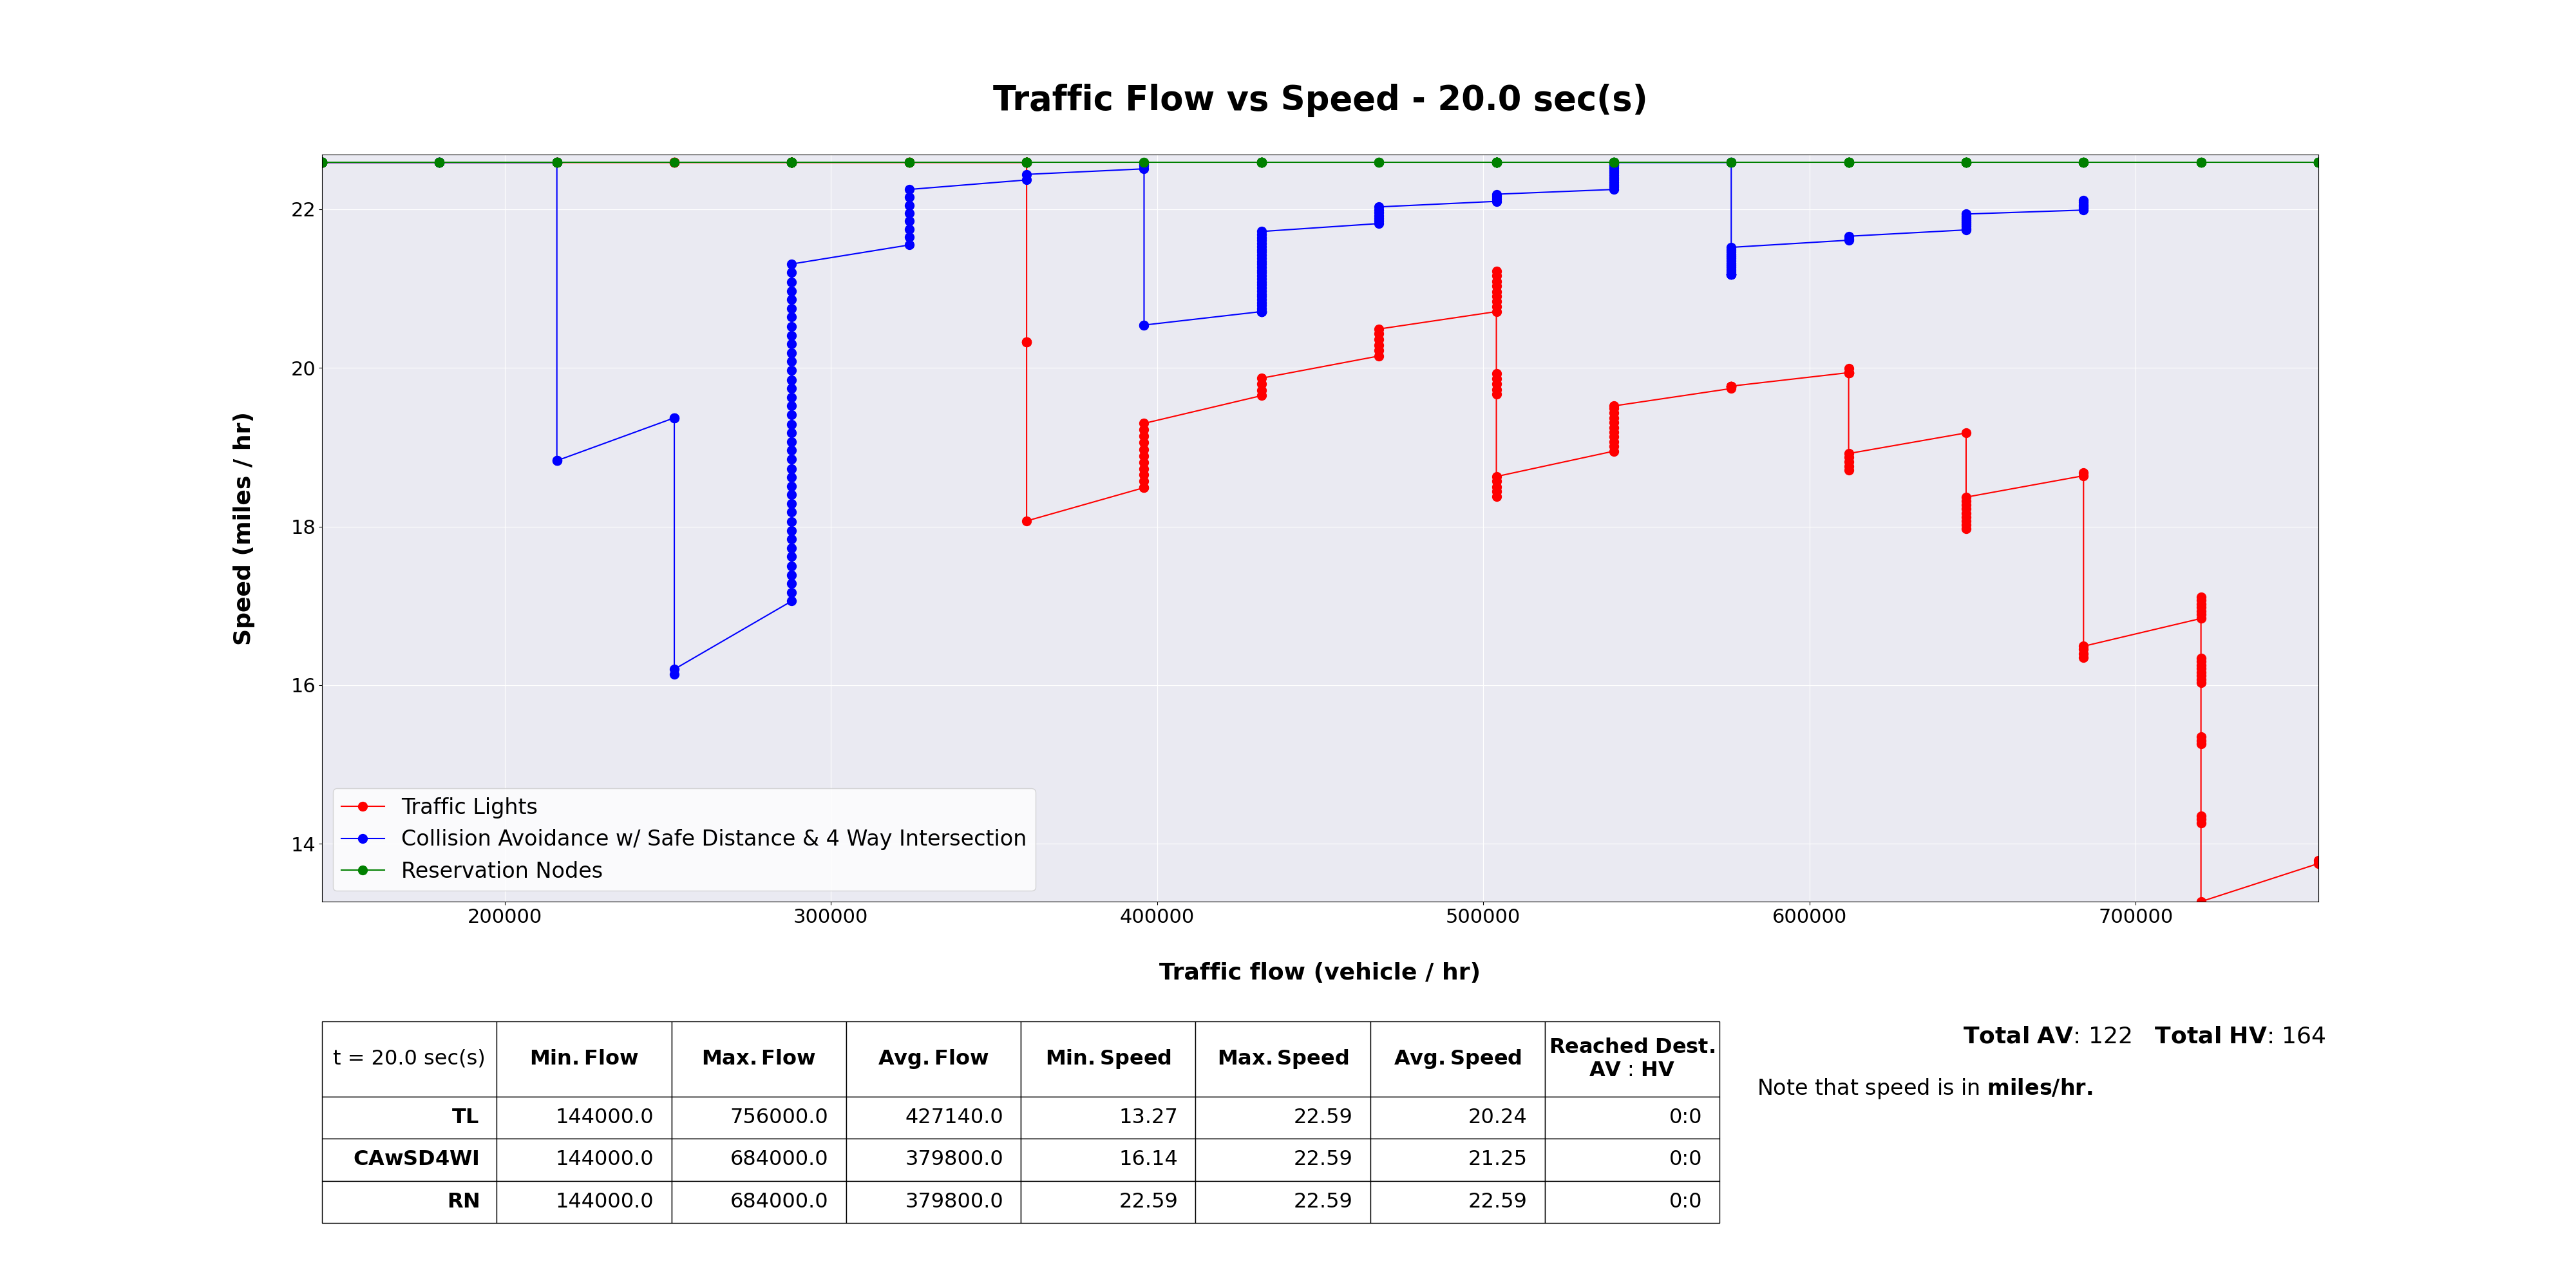 Traffic Flow vs Speed - 20.0 sec(s)
22
20
18
16
14
Speed (miles / hr)
Traffic Lights
Collision Avoidance w/ Safe Distance & 4 Way Intersection
Reservation Nodes
200000 300000 400000 500000 600000 700000
Traffic flow (vehicle / hr)
t = 20.0 sec(s) Min. Flow Max. Flow Avg. Flow Min. Speed Max. Speed Avg. Speed Reached Dest.
AV : HV
TL 144000.0 756000.0 427140.0 13.27 22.59 20.24 0:0
CAwSD4WI 144000.0 684000.0 379800.0 16.14 22.59 21.25 0:0
RN 144000.0 684000.0 379800.0 22.59 22.59 22.59 0:0
Total AV: 122 Total HV: 164
Note that speed is in miles/hr.